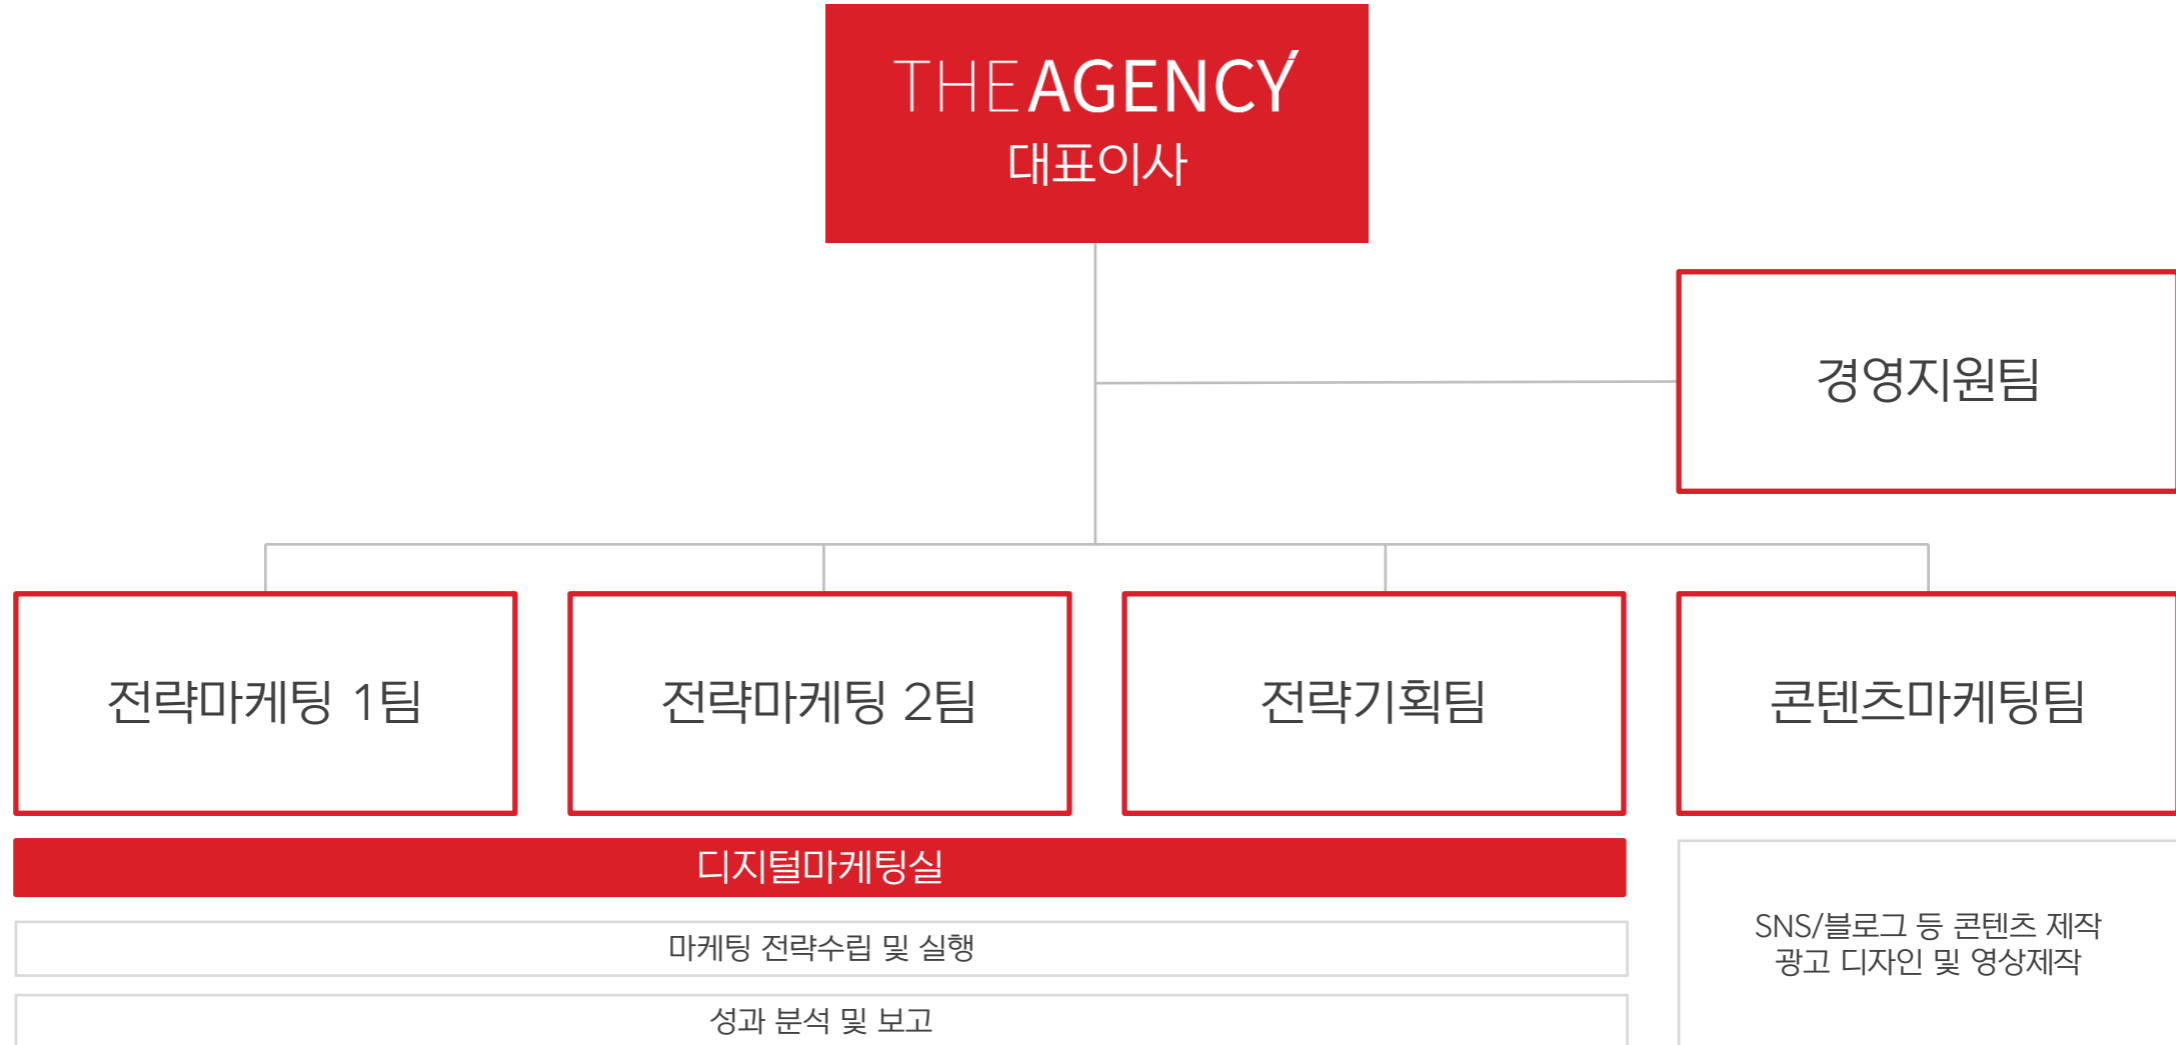 THE AGENCY
대표이사
경영지원팀
전략마케팅 1팀
전략마케팅 2팀
전략기획팀
콘텐츠마케팅팀
디지털마케팅실
마케팅 전략수립 및 실행
성과 분석 및 보고
SNS/블로그 등 콘텐츠 제작
광고 디자인 및 영상제작